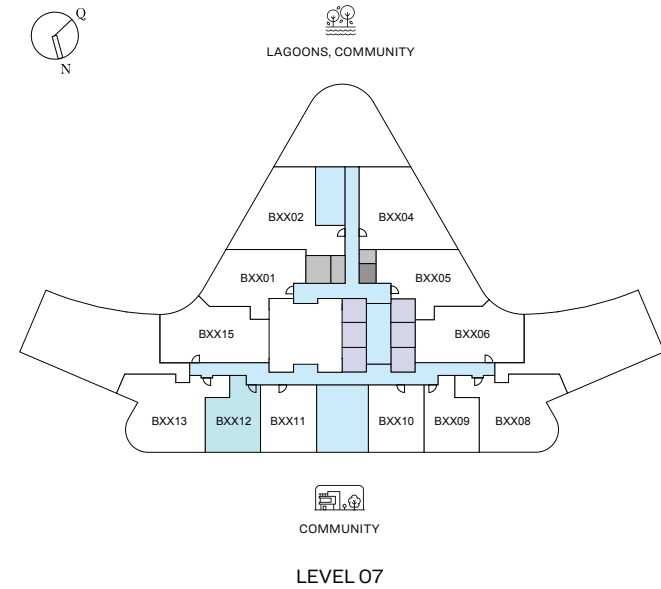 Q
N
LAGOONS, COMMUNITY
BXX02 BXX04
BXX01 BXX05
BXX15 BXX06
BXX13 BXX12 BXX11 BXX10 BXX09 BXX08
COMMUNITY
LEVEL 07